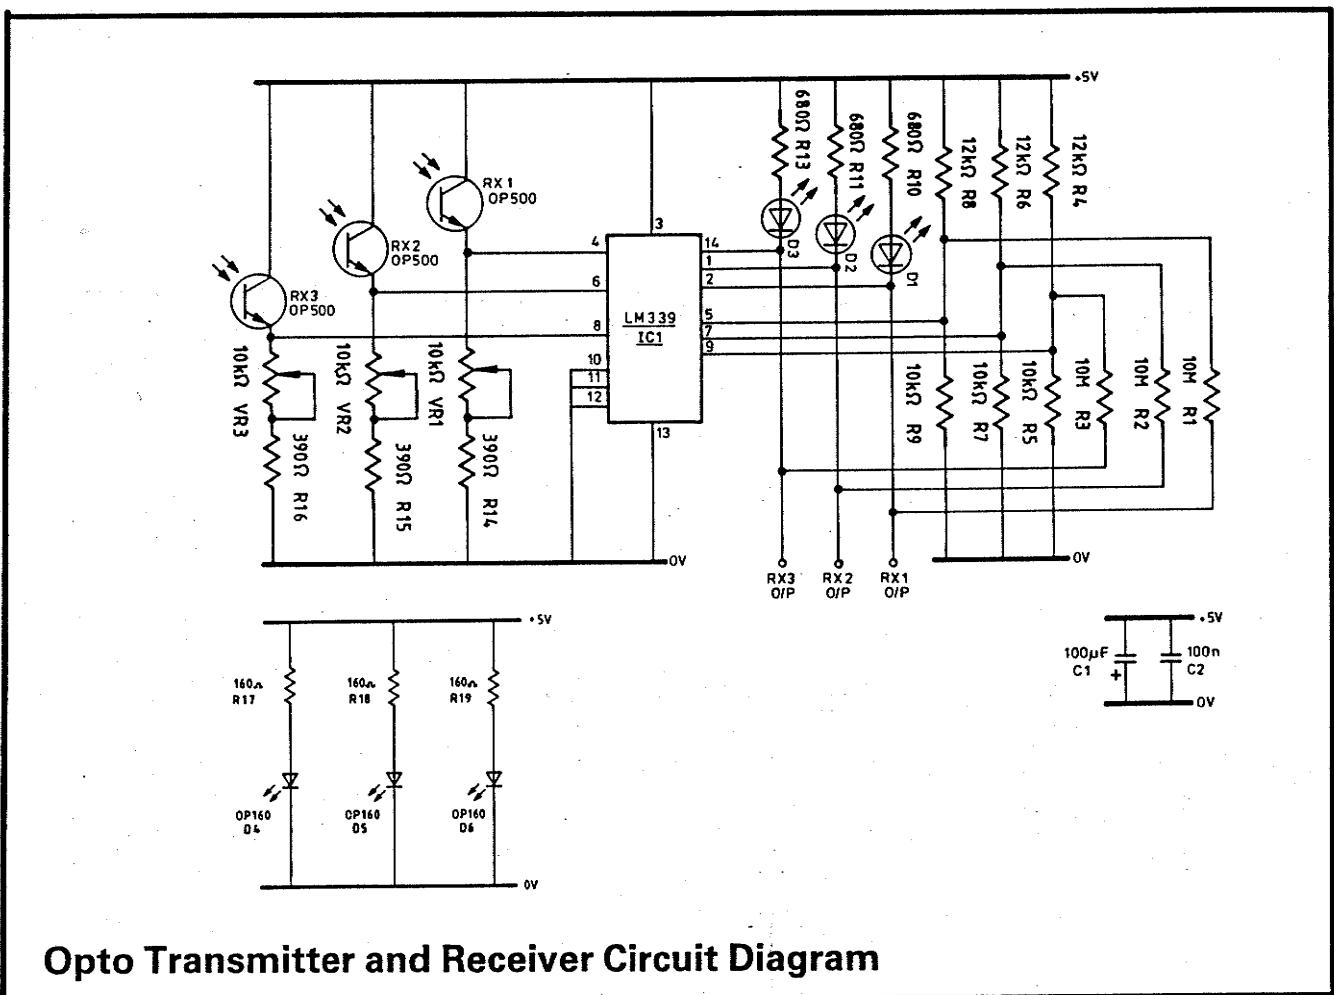 +5V
680Ω R13
680Ω R11
680Ω R10
12kΩ R8
12kΩ R6
12kΩ R4
RX1
OP500
RX2
OP500
RX3
OP500
3
4
6
8
10
11
12
13
14
1
2
5
7
9
LM339
IC1
D3
D2
D1
10kΩ VR3
10kΩ VR2
10kΩ VR1
390Ω R16
390Ω R15
390Ω R14
10kΩ R9
10kΩ R7
10kΩ R5
10M R3
10M R2
10M R1
0V
RX3
O/P
RX2
O/P
RX1
O/P
0V
+5V
160Ω
R17
160Ω
R18
160Ω
R19
OP160
D4
OP160
D5
OP160
D6
0V
+5V
100µF
C1
+
100n
C2
0V
Opto Transmitter and Receiver Circuit Diagram